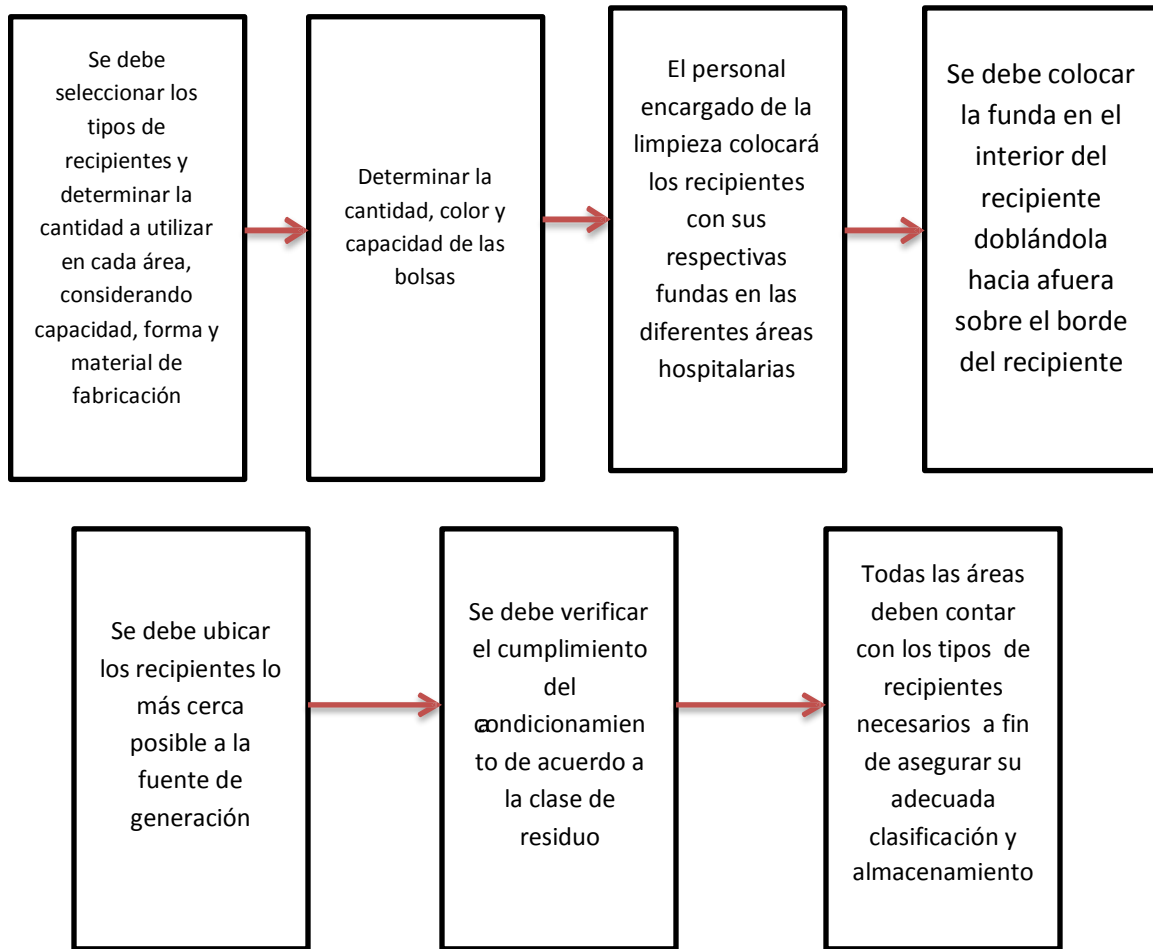 Se debe
seleccionar los
tipos de
recipientes y
determinar la
cantidad a utilizar
en cada área,
considerando
capacidad, forma y
material de
fabricación
Determinar la
cantidad, color y
capacidad de las
bolsas
El personal
encargado de la
limpieza colocará
los recipientes
con sus
respectivas
fundas en las
diferentes áreas
hospitalarias
Se debe colocar
la funda en el
interior del
recipiente
doblándola
hacia afuera
sobre el borde
del recipiente
Se debe ubicar
los recipientes lo
más cerca
posible a la
fuente de
generación
Se debe verificar
el cumplimiento
del
acondicionamien
to de acuerdo a
la clase de
residuo
Todas las áreas
deben contar
con los tipos de
recipientes
necesarios a fin
de asegurar su
adecuada
clasificación y
almacenamiento